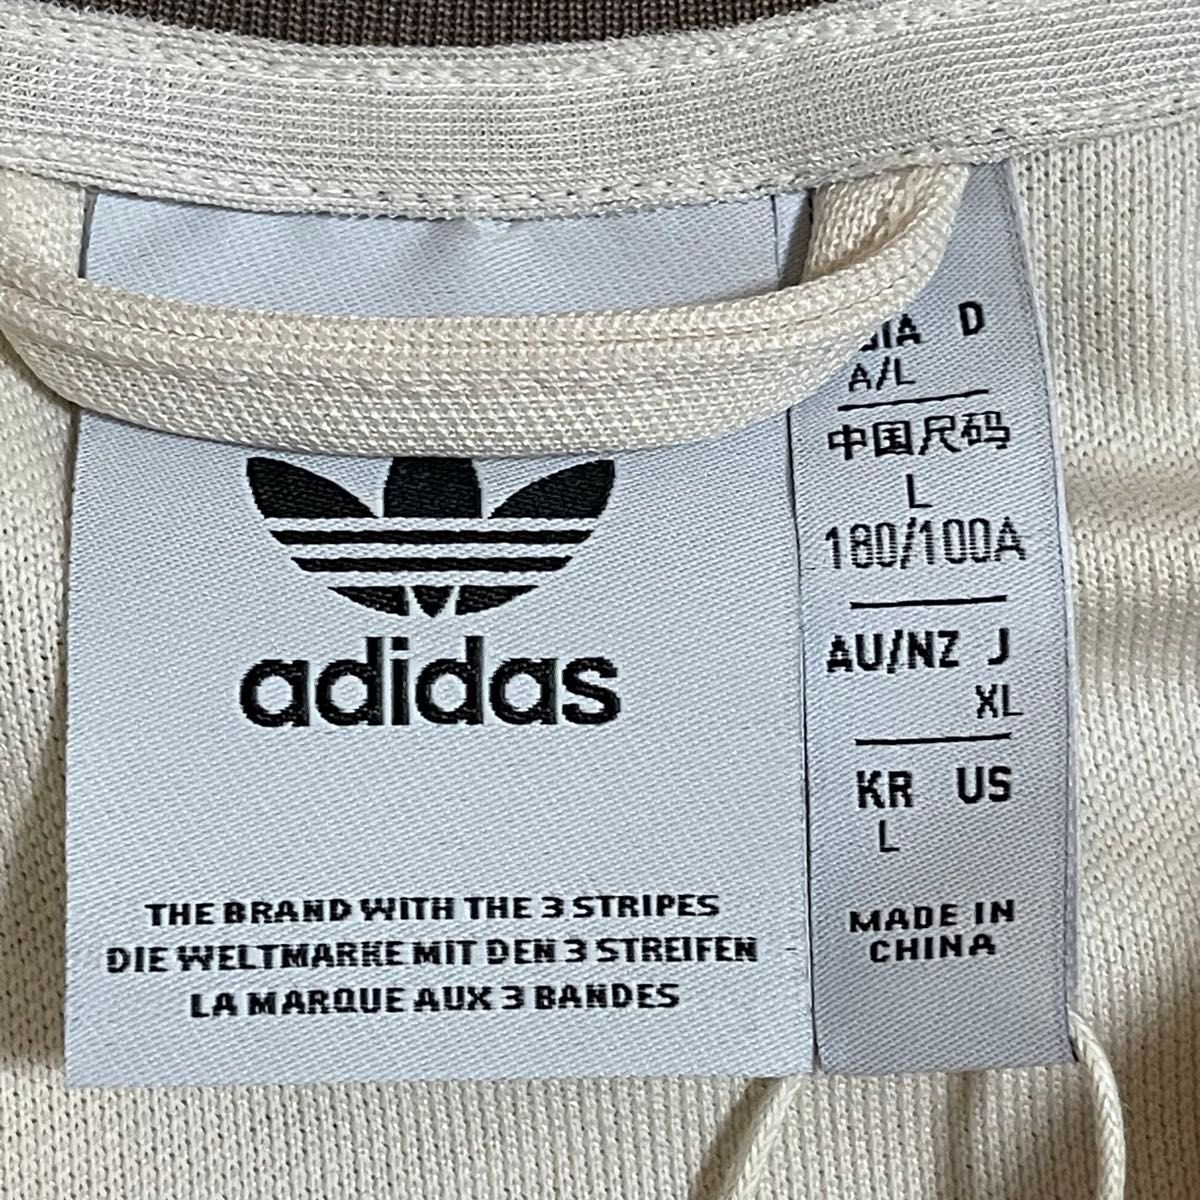 adidas
THE BRAND WITH THE 3 STRIPES
DIE WELTMARKE MIT DEN 3 STREIFEN
LA MARQUE AUX 3 BANDES
D
A/L
中国尺码
L
180/100A
AU/NZ J
XL
KR US
L
MADE IN
CHINA